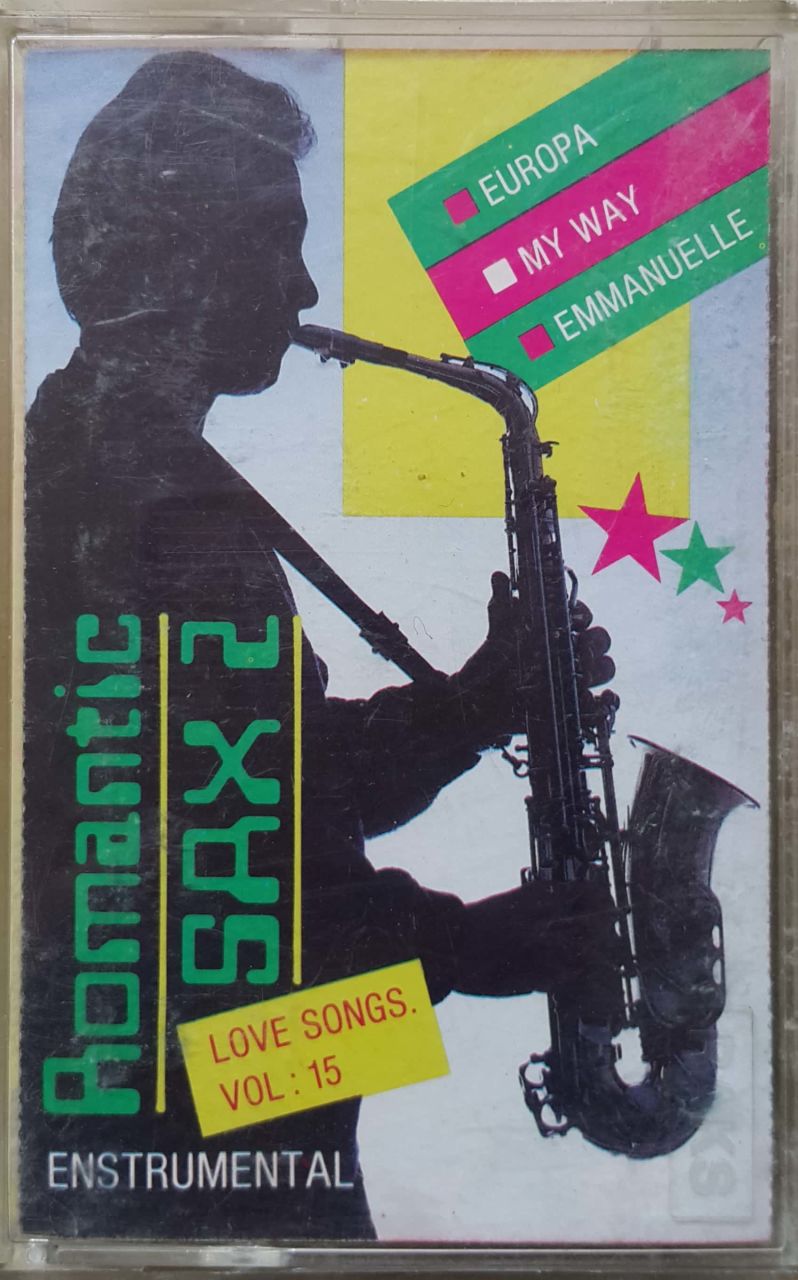 EUROPA
MY WAY
EMMANUELLE
Romantic
SAX 2
LOVE SONGS.
VOL: 15
ENSTRUMENTAL